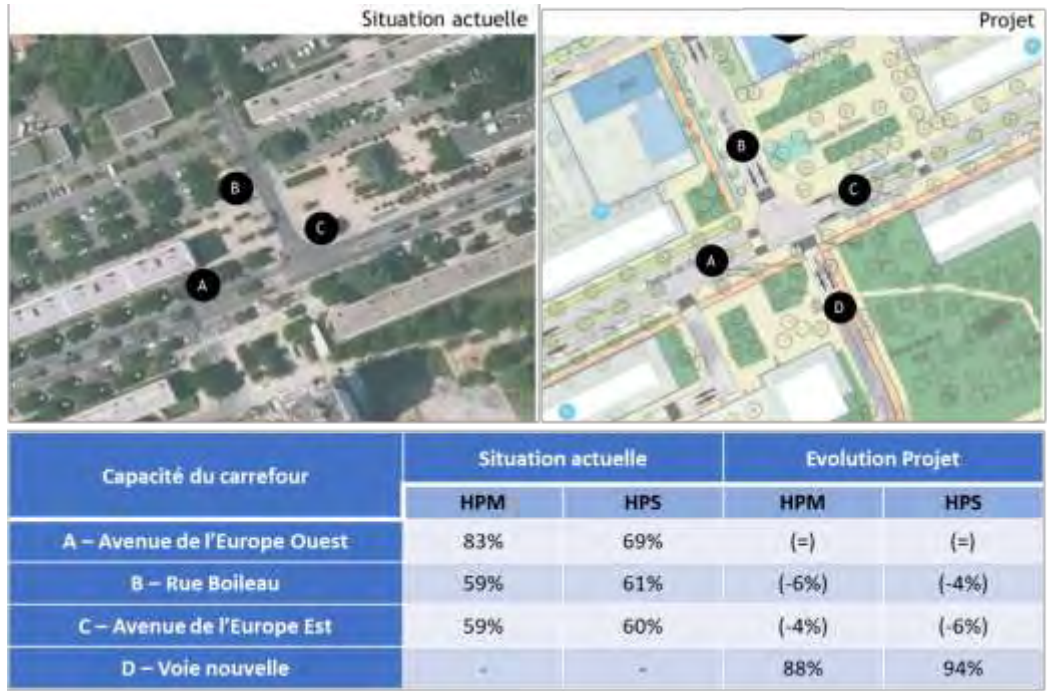 Situation actuelle
Projet
B
C
A
B
C
A
D
Capacité du carrefour
Situation actuelle
Evolution Projet
HPM
HPS
HPM
HPS
A – Avenue de l'Europe Ouest
83%
69%
(=)
(=)
B – Rue Boileau
59%
61%
(-6%)
(-4%)
C – Avenue de l'Europe Est
59%
60%
(-4%)
(-6%)
D – Voie nouvelle
-
-
88%
94%